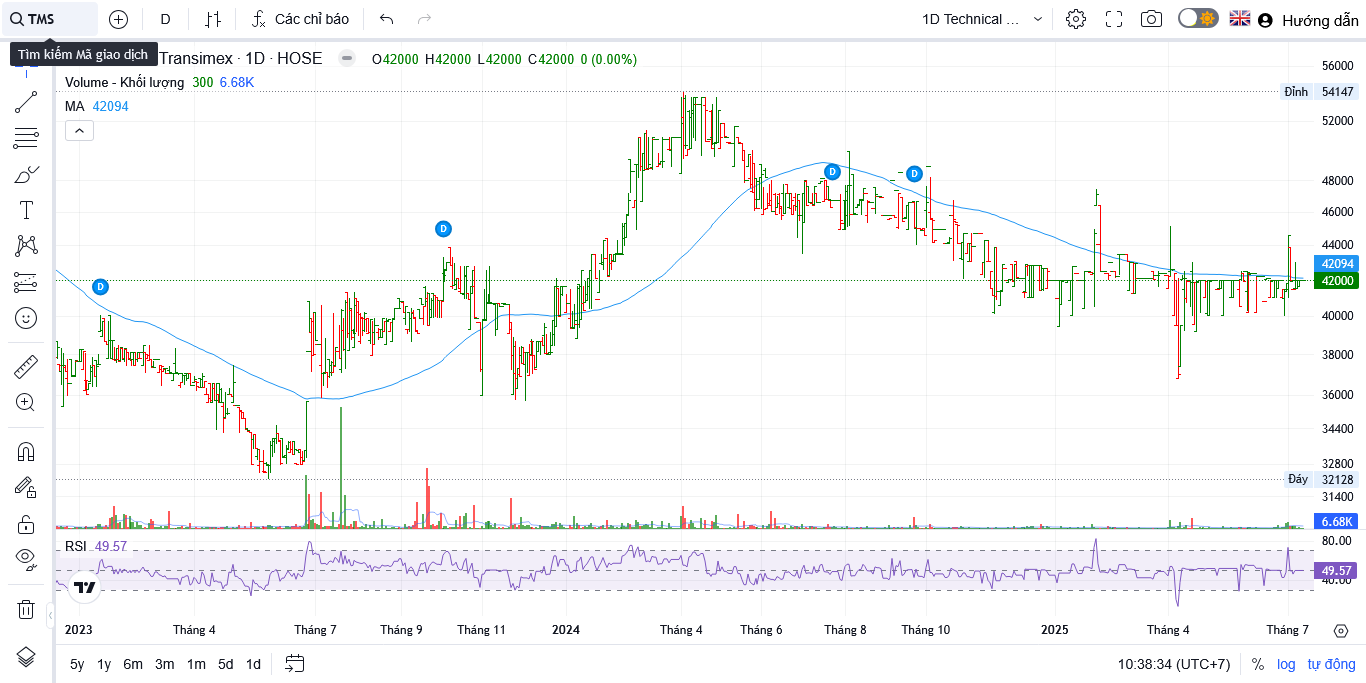 TMS
D
Các chỉ báo
1D Technical ...
Hướng dẫn
Tìm kiếm Mã giao dịch
Transimex · 1D · HOSE
O42000 H42000 L42000 C42000 0 (0.00%)
Volume - Khối lượng 300 6.68K
MA 42094
56000
Đỉnh 54147
52000
48000
46000
44000
42094
42000
40000
38000
36000
34400
32800
Đáy 32128
31400
6.68K
D
D
D
D
RSI 49.57
80.00
49.57
40.00
2023
Tháng 4
Tháng 7
Tháng 9
Tháng 11
2024
Tháng 4
Tháng 6
Tháng 8
Tháng 10
2025
Tháng 4
Tháng 7
5y 1y 6m 3m 1m 5d 1d
10:38:34 (UTC+7)
% log tự động